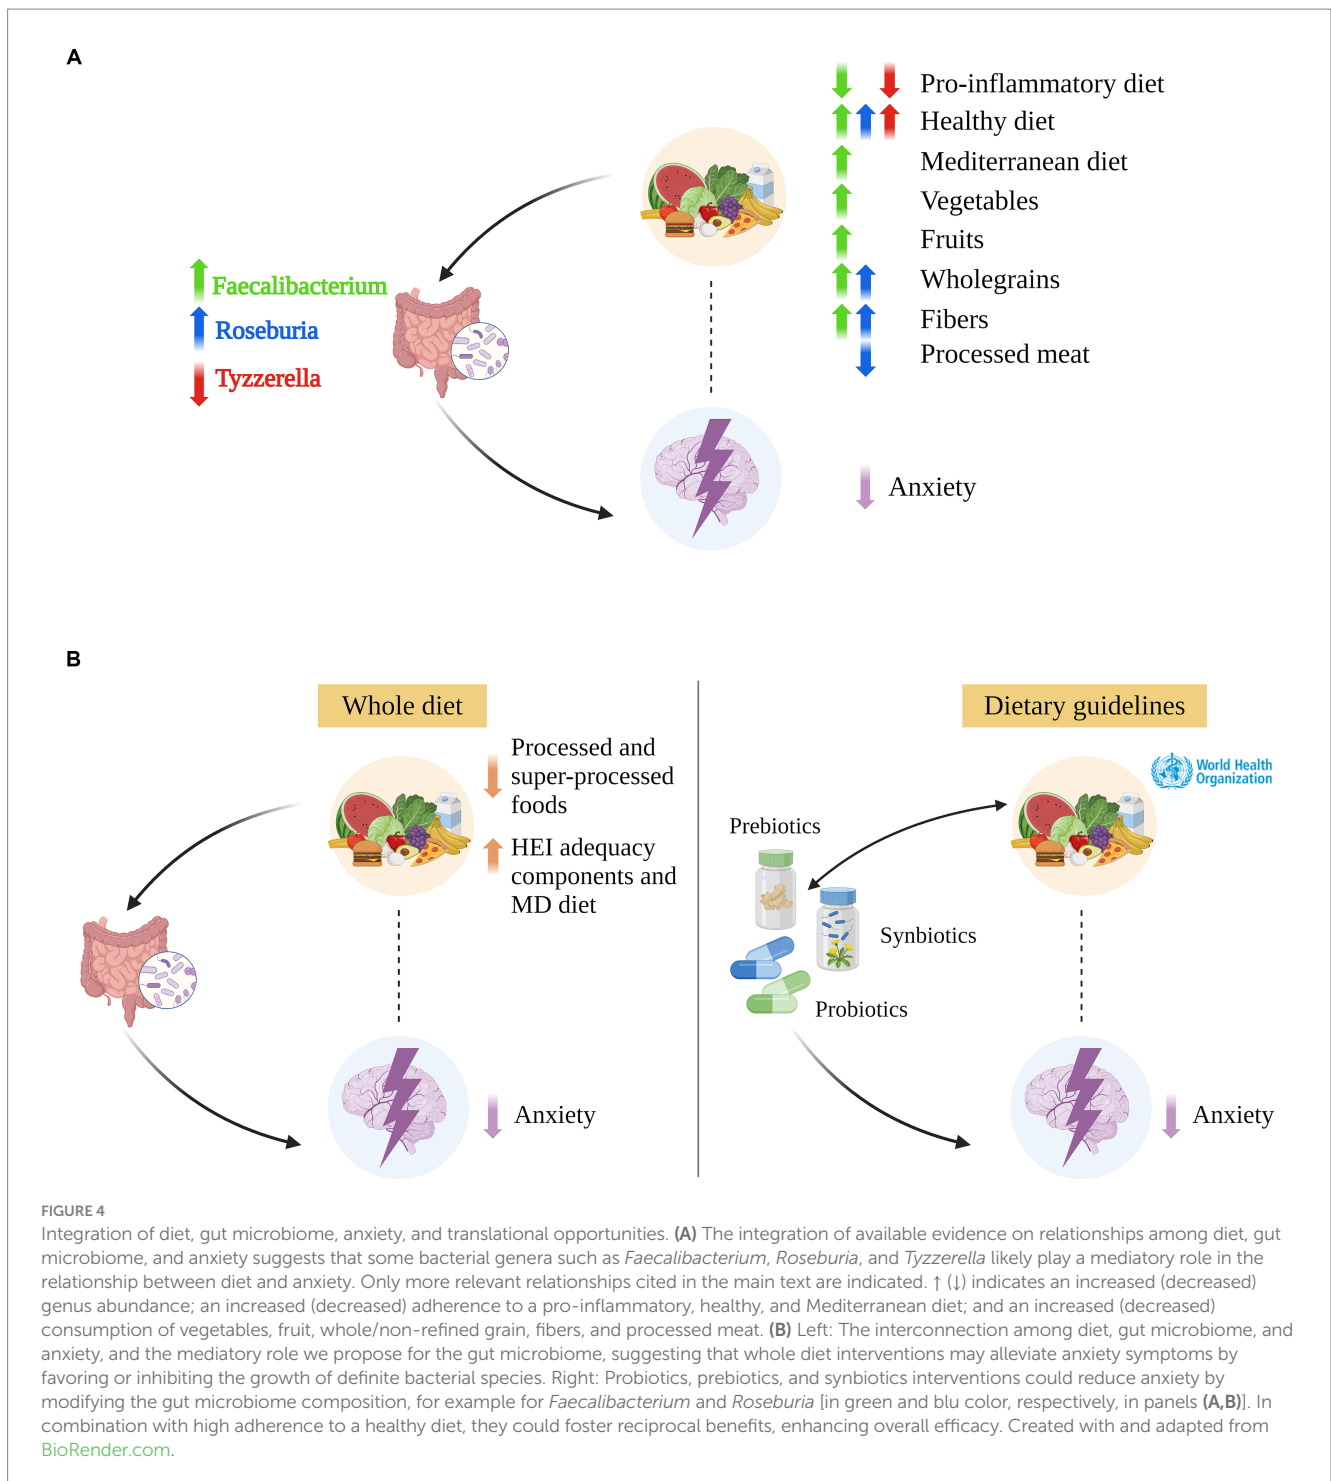 A
Pro-inflammatory diet
Healthy diet
Mediterranean diet
Vegetables
Fruits
Wholegrains
Fibers
Processed meat
Faecalibacterium
Roseburia
Tyzzerella
Anxiety
B
Whole diet
Processed and
super-processed
foods
HEI adequacy
components and
MD diet
Anxiety
Dietary guidelines
World Health
Organization
Prebiotics
Synbiotics
Probiotics
Anxiety
FIGURE 4
Integration of diet, gut microbiome, anxiety, and translational opportunities. (A) The integration of available evidence on relationships among diet, gut
microbiome, and anxiety suggests that some bacterial genera such as Faecalibacterium, Roseburia, and Tyzzerella likely play a mediatory role in the
relationship between diet and anxiety. Only more relevant relationships cited in the main text are indicated. ↑ (↓) indicates an increased (decreased)
genus abundance; an increased (decreased) adherence to a pro-inflammatory, healthy, and Mediterranean diet; and an increased (decreased)
consumption of vegetables, fruit, whole/non-refined grain, fibers, and processed meat. (B) Left: The interconnection among diet, gut microbiome, and
anxiety, and the mediatory role we propose for the gut microbiome, suggesting that whole diet interventions may alleviate anxiety symptoms by
favoring or inhibiting the growth of definite bacterial species. Right: Probiotics, prebiotics, and synbiotics interventions could reduce anxiety by
modifying the gut microbiome composition, for example for Faecalibacterium and Roseburia [in green and blu color, respectively, in panels (A,B)]. In
combination with high adherence to a healthy diet, they could foster reciprocal benefits, enhancing overall efficacy. Created with and adapted from
BioRender.com.